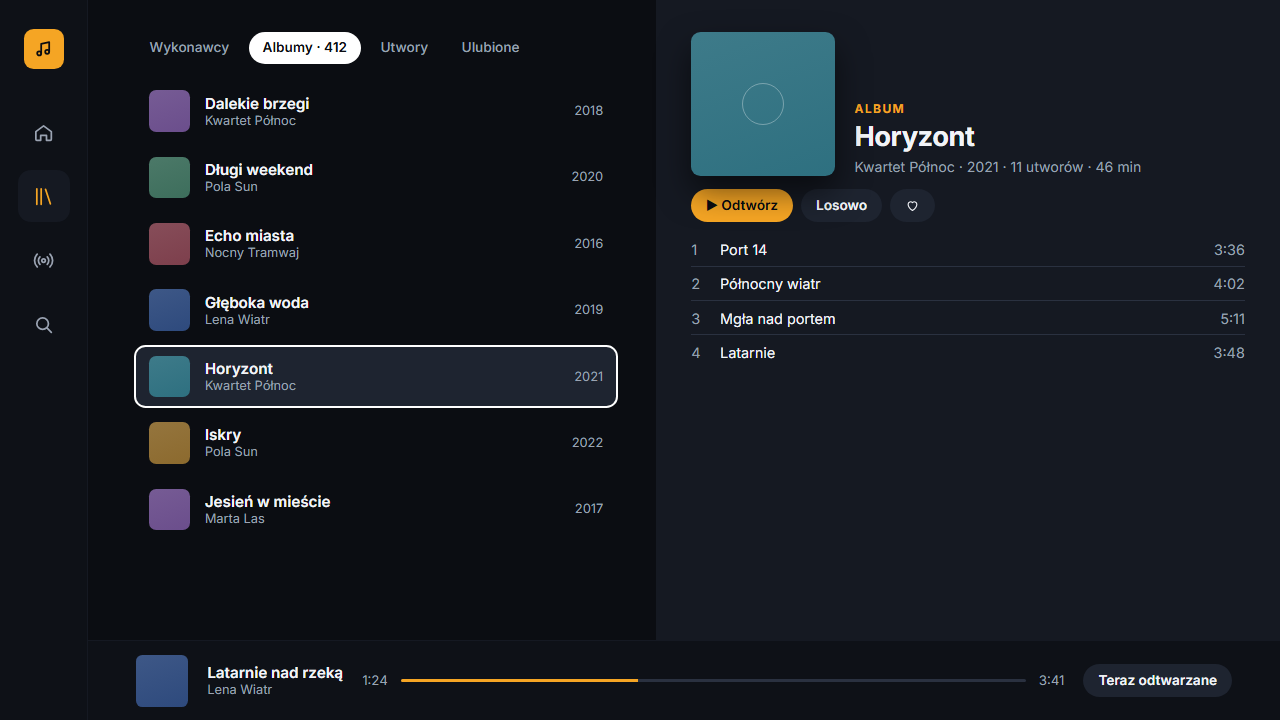 Wykonawcy
Albumy · 412
Utwory
Ulubione
Dalekie brzegi
Kwartet Północ
2018
Długi weekend
Pola Sun
2020
Echo miasta
Nocny Tramwaj
2016
Głęboka woda
Lena Wiatr
2019
Horyzont
Kwartet Północ
2021
Iskry
Pola Sun
2022
Jesień w mieście
Marta Las
2017
ALBUM
Horyzont
Kwartet Północ · 2021 · 11 utworów · 46 min
▶ Odtwórz
Losowo
1 Port 14 3:36
2 Północny wiatr 4:02
3 Mgła nad portem 5:11
4 Latarnie 3:48
Latarnie nad rzeką
Lena Wiatr
1:24
3:41
Teraz odtwarzane